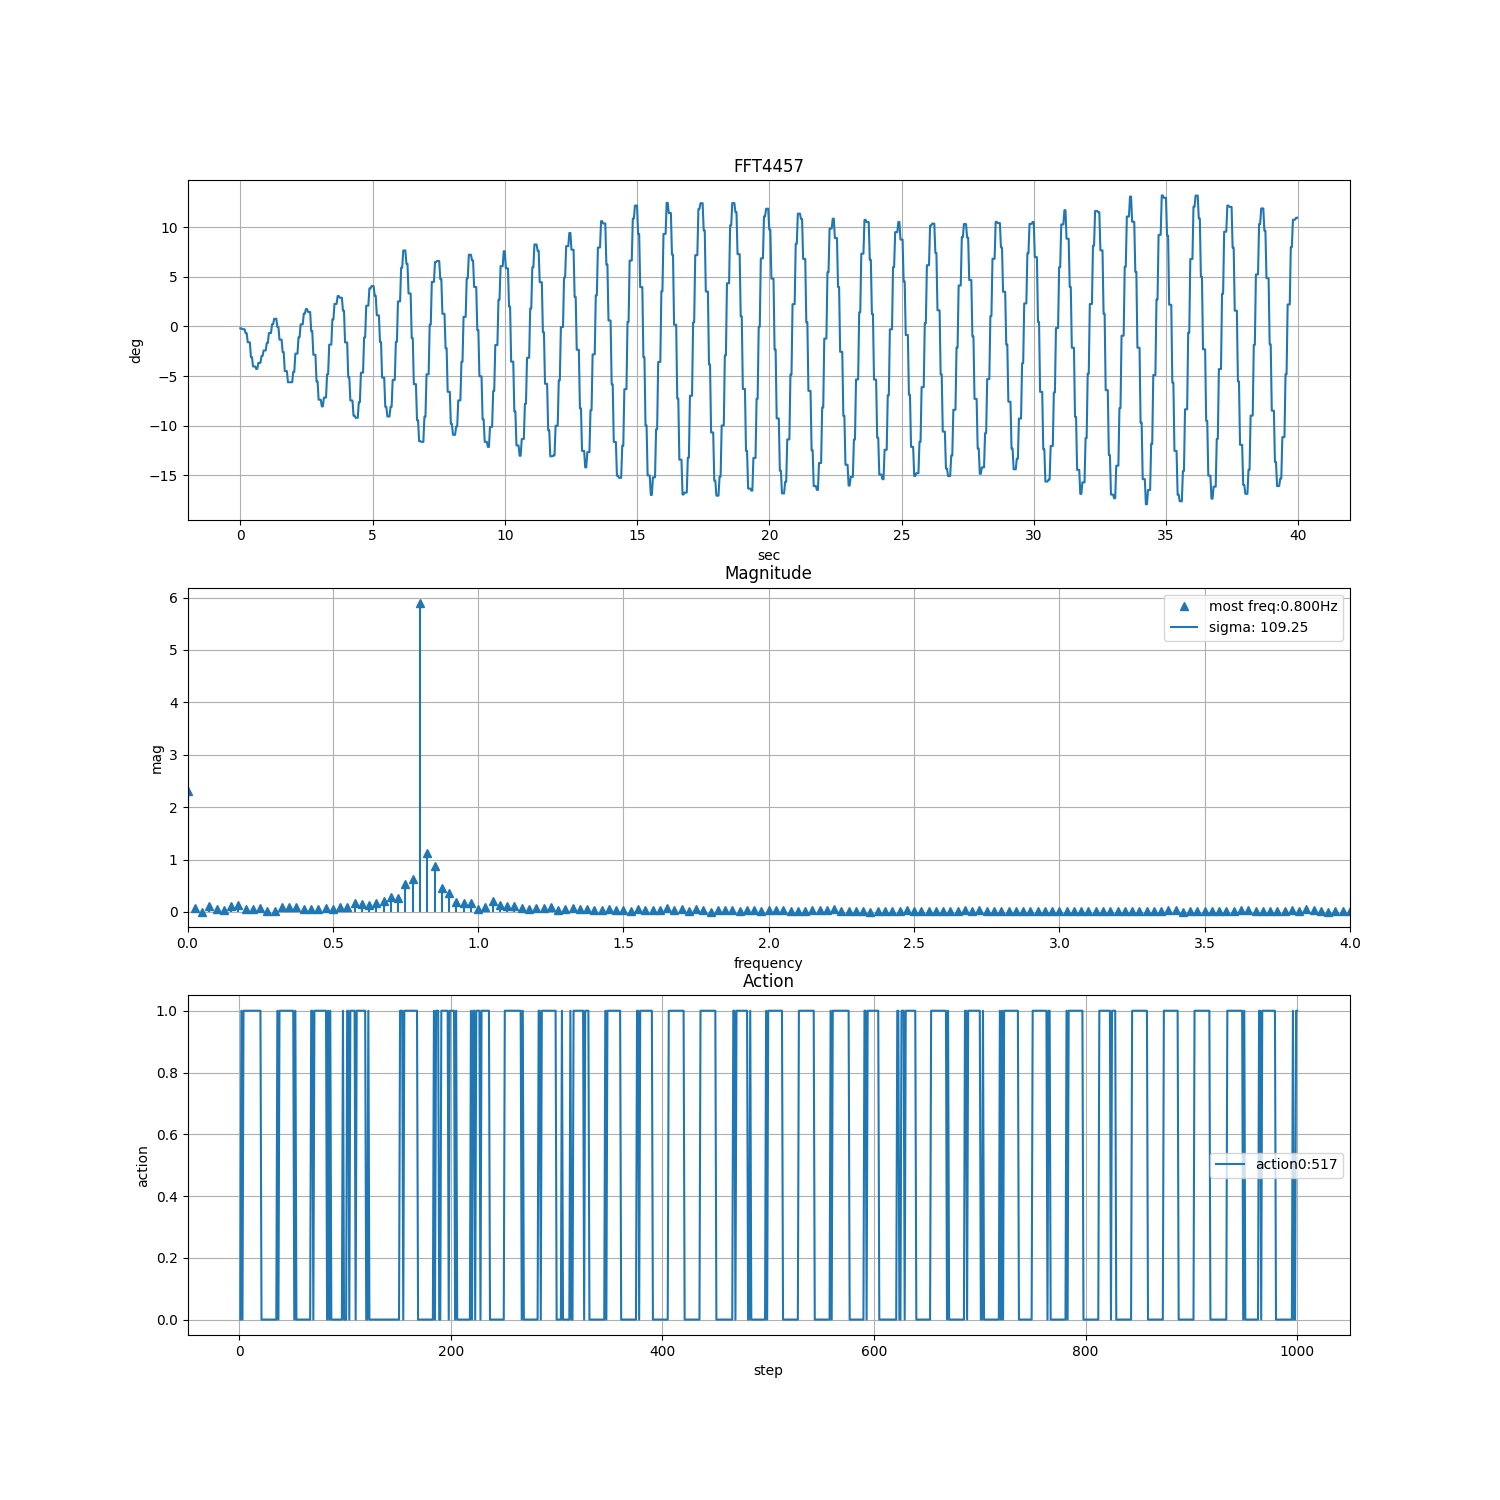 FFT4457
10
5
0
−5
−10
−15
deg
0 5 10 15 20 25 30 35 40
sec
Magnitude
6
5
4
3
2
1
0
mag
most freq:0.800Hz
sigma: 109.25
0.0 0.5 1.0 1.5 2.0 2.5 3.0 3.5 4.0
frequency
Action
1.0
0.8
0.6
0.4
0.2
0.0
action
action0:517
0 200 400 600 800 1000
step